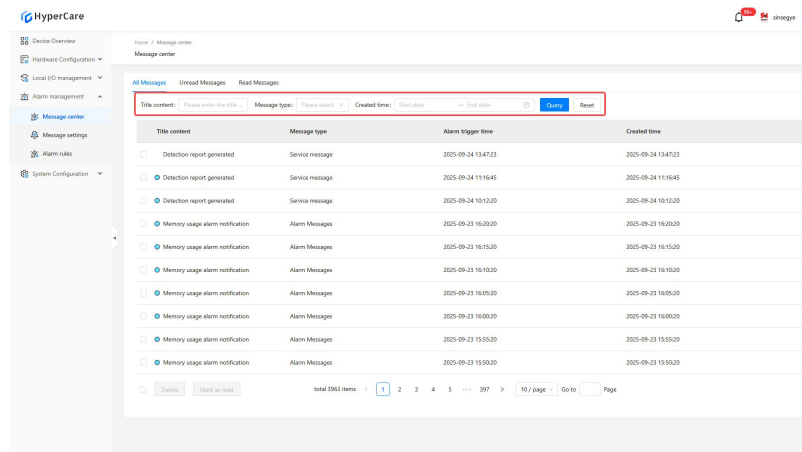 HyperCare
99+
sinsegye
Device Overview
Hardware Configuration
Local I/O management
Alarm management
Message center
Message settings
Alarm rules
System Configuration
Home / Message center
Message center
All Messages Unread Messages Read Messages
Title content: Please enter the title ... Message type: Please select Created time: Start date → End date Query Reset
Title content Message type Alarm trigger time Created time
Detection report generated Service message 2025-09-24 13:47:23 2025-09-24 13:47:23
Detection report generated Service message 2025-09-24 11:16:45 2025-09-24 11:16:45
Detection report generated Service message 2025-09-24 10:12:20 2025-09-24 10:12:20
Memory usage alarm notification Alarm Messages 2025-09-23 16:20:20 2025-09-23 16:20:20
Memory usage alarm notification Alarm Messages 2025-09-23 16:15:20 2025-09-23 16:15:20
Memory usage alarm notification Alarm Messages 2025-09-23 16:10:20 2025-09-23 16:10:20
Memory usage alarm notification Alarm Messages 2025-09-23 16:05:20 2025-09-23 16:05:20
Memory usage alarm notification Alarm Messages 2025-09-23 16:00:20 2025-09-23 16:00:20
Memory usage alarm notification Alarm Messages 2025-09-23 15:55:20 2025-09-23 15:55:20
Memory usage alarm notification Alarm Messages 2025-09-23 15:50:20 2025-09-23 15:50:20
Delete Mark as read total 3963 items < 1 2 3 4 5 ··· 397 > 10 / page Go to Page